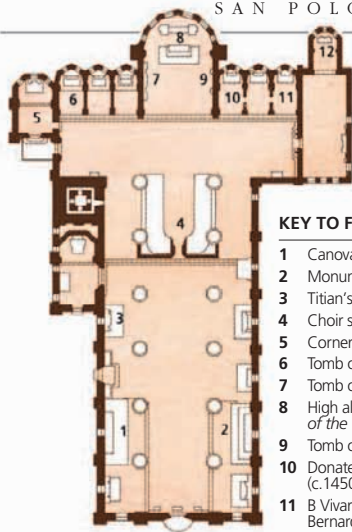 SAN POLO
8
12
7
9
6
10
11
5
4
3
1
2
KEY TO F
1 Canova
2 Monum
3 Titian's
4 Choir s
5 Corner
6 Tomb o
7 Tomb o
8 High al
of the
9 Tomb o
10 Donate
(c.1450
11 B Vivar
Bernar